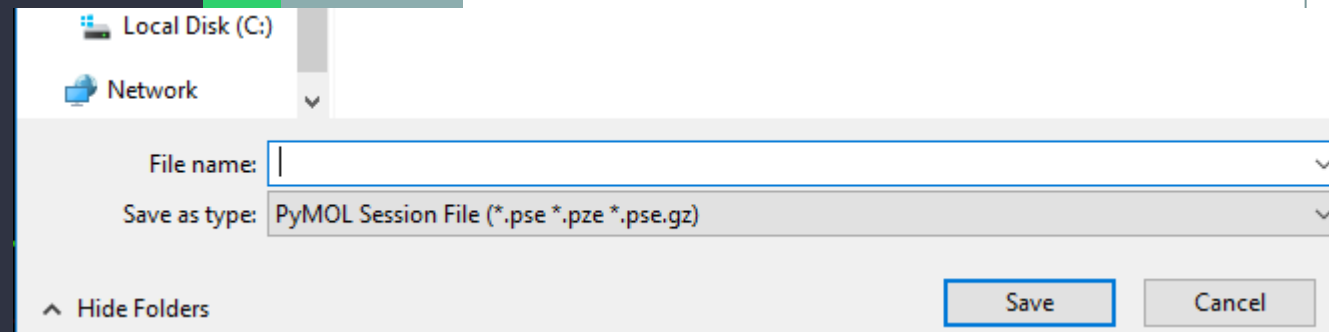 Local Disk (C:)
Network
File name:
Save as type: PyMOL Session File (*.pse *.pze *.pse.gz)
Hide Folders
Save
Cancel